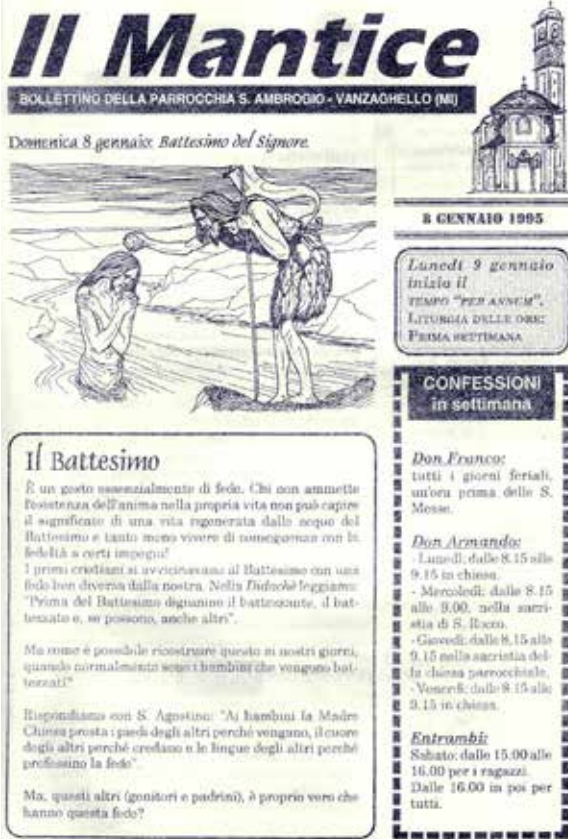 Il Mantice
BOLLETTINO DELLA PARROCCHIA S. AMBROGIO - VANZAGHELLO (MI)
Domenica 8 gennaio: Battesimo del Signore.
8 GENNAIO 1995
Lunedì 9 gennaio
inizia il
TEMPO "PER ANNUM".
LITURGIA DELLE ORE:
PRIMA SETTIMANA
Il Battesimo
È un gesto essenzialmente di fede. Chi non ammette
l'esistenza dell'anima nella propria vita non può capire
il significato di una vita rigenerata dalle acque del
Battesimo e tanto meno vivere di conseguenza con la
fedeltà a certi impegni!
I primi cristiani si avvicinavano al Battesimo con una
fede ben diversa dalla nostra. Nella Didachè leggiamo:
"Prima del Battesimo digiunino il battezzante, il bat-
tezzato e, se possono, anche altri".
Ma come è possibile ricostruire questo ai nostri giorni,
quando normalmente sono i bambini che vengono bat-
tezzati?
Rispondiamo con S. Agostino: "Ai bambini la Madre
Chiesa presta i piedi degli altri perché vengano, il cuore
degli altri perché credano e le lingue degli altri perché
professino la fede".
Ma, questi altri (genitori e padrini), è proprio vero che
hanno questa fede?
CONFESSIONI
in settimana
Don Franco:
tutti i giorni feriali,
un'ora prima delle S.
Messe.
Don Armando:
- Lunedì, dalle 8.15 alle
9.15 in chiesa.
- Mercoledì: dalle 8.15
alle 9.00, nella sacri-
stia di S. Rocco.
- Giovedì: dalle 8.15 alle
9.15 nella sacristia del-
la chiesa parrocchiale.
- Venerdì: dalle 8.15 alle
9.15 in chiesa.
Entrambi:
Sabato: dalle 15.00 alle
16.00 per i ragazzi.
Dalle 16.00 in poi per
tutti.